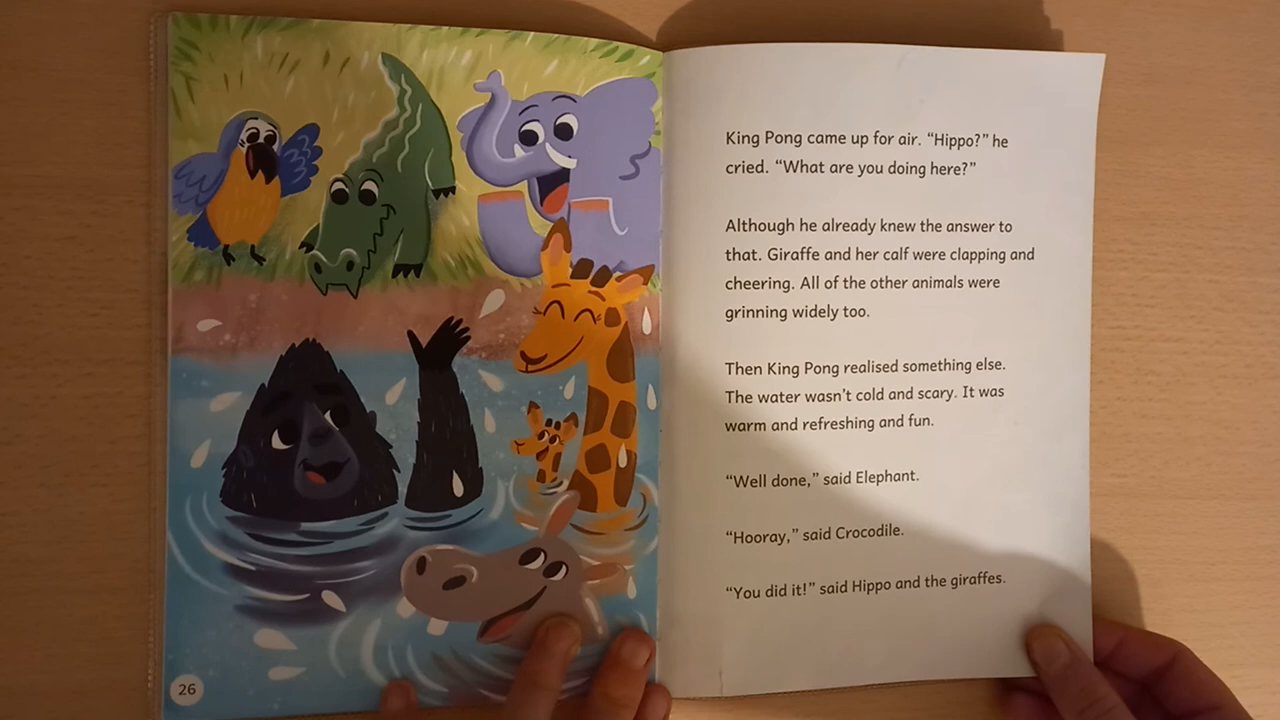 King Pong came up for air. “Hippo?” he
cried. “What are you doing here?”
Although he already knew the answer to
that. Giraffe and her calf were clapping and
cheering. All of the other animals were
grinning widely too.
Then King Pong realised something else.
The water wasn’t cold and scary. It was
warm and refreshing and fun.
“Well done,” said Elephant.
“Hooray,” said Crocodile.
“You did it!” said Hippo and the giraffes.
26